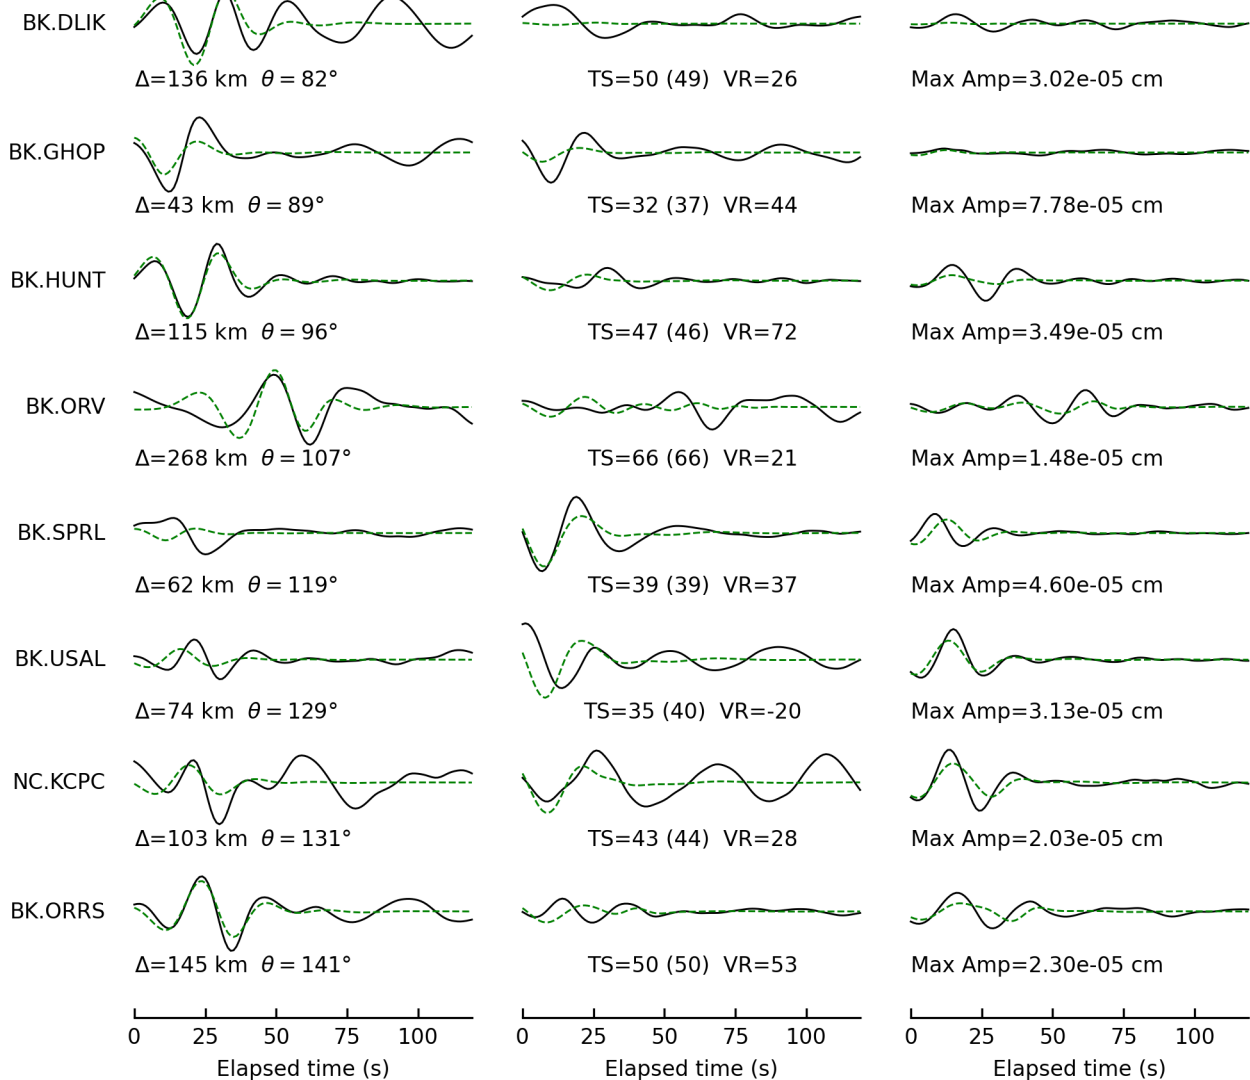 BK.DLIK
Δ=136 km θ = 82° TS=50 (49) VR=26 Max Amp=3.02e-05 cm
BK.GHOP
Δ=43 km θ = 89° TS=32 (37) VR=44 Max Amp=7.78e-05 cm
BK.HUNT
Δ=115 km θ = 96° TS=47 (46) VR=72 Max Amp=3.49e-05 cm
BK.ORV
Δ=268 km θ = 107° TS=66 (66) VR=21 Max Amp=1.48e-05 cm
BK.SPRL
Δ=62 km θ = 119° TS=39 (39) VR=37 Max Amp=4.60e-05 cm
BK.USAL
Δ=74 km θ = 129° TS=35 (40) VR=-20 Max Amp=3.13e-05 cm
NC.KCPC
Δ=103 km θ = 131° TS=43 (44) VR=28 Max Amp=2.03e-05 cm
BK.ORRS
Δ=145 km θ = 141° TS=50 (50) VR=53 Max Amp=2.30e-05 cm
0 25 50 75 100 0 25 50 75 100 0 25 50 75 100
Elapsed time (s) Elapsed time (s) Elapsed time (s)